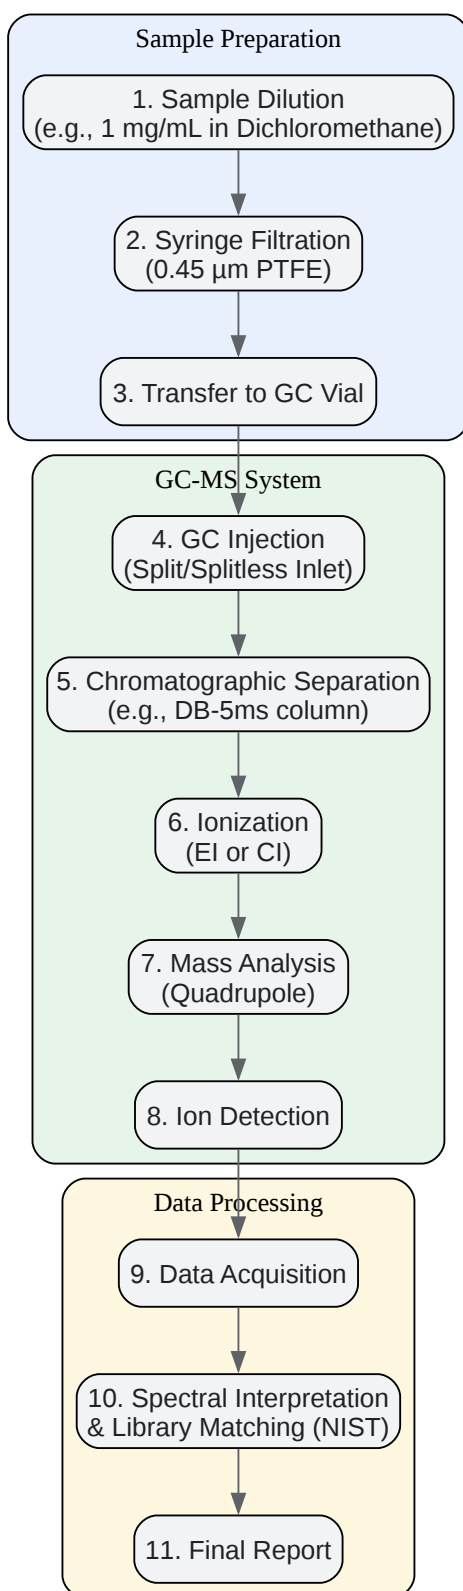 Sample Preparation
1. Sample Dilution
(e.g., 1 mg/mL in Dichloromethane)
2. Syringe Filtration
(0.45 µm PTFE)
3. Transfer to GC Vial
GC-MS System
4. GC Injection
(Split/Splitless Inlet)
5. Chromatographic Separation
(e.g., DB-5ms column)
6. Ionization
(EI or CI)
7. Mass Analysis
(Quadrupole)
8. Ion Detection
Data Processing
9. Data Acquisition
10. Spectral Interpretation
& Library Matching (NIST)
11. Final Report